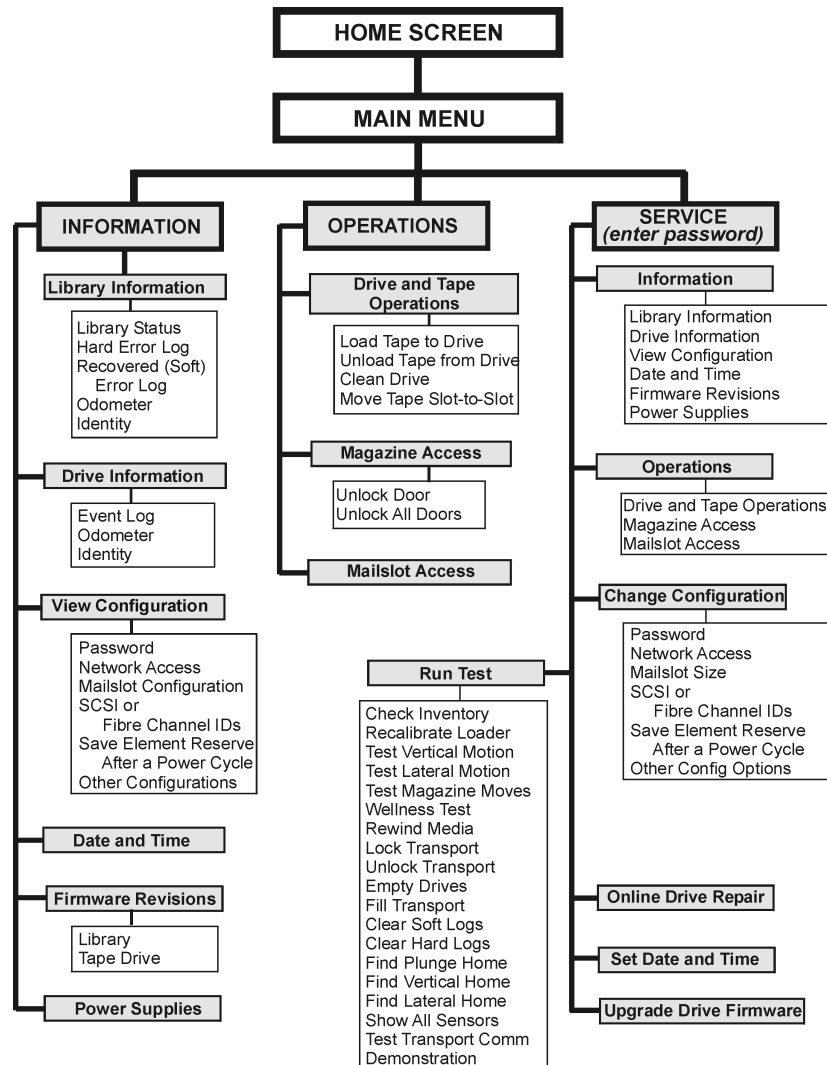 HOME SCREEN
MAIN MENU
INFORMATION
Library Information
Library Status
Hard Error Log
Recovered (Soft)
Error Log
Odometer
Identity
Drive Information
Event Log
Odometer
Identity
View Configuration
Password
Network Access
Mailslot Configuration
SCSI or
Fibre Channel IDs
Save Element Reserve
After a Power Cycle
Other Configurations
Date and Time
Firmware Revisions
Library
Tape Drive
Power Supplies
OPERATIONS
Drive and Tape
Operations
Load Tape to Drive
Unload Tape from Drive
Clean Drive
Move Tape Slot-to-Slot
Magazine Access
Unlock Door
Unlock All Doors
Mailslot Access
SERVICE
(enter password)
Information
Library Information
Drive Information
View Configuration
Date and Time
Firmware Revisions
Power Supplies
Operations
Drive and Tape Operations
Magazine Access
Mailslot Access
Change Configuration
Password
Network Access
Mailslot Size
SCSI or
Fibre Channel IDs
Save Element Reserve
After a Power Cycle
Other Config Options
Run Test
Check Inventory
Recalibrate Loader
Test Vertical Motion
Test Lateral Motion
Test Magazine Moves
Wellness Test
Rewind Media
Lock Transport
Unlock Transport
Empty Drives
Fill Transport
Clear Soft Logs
Clear Hard Logs
Find Plunge Home
Find Vertical Home
Find Lateral Home
Show All Sensors
Test Transport Comm
Demonstration
Online Drive Repair
Set Date and Time
Upgrade Drive Firmware